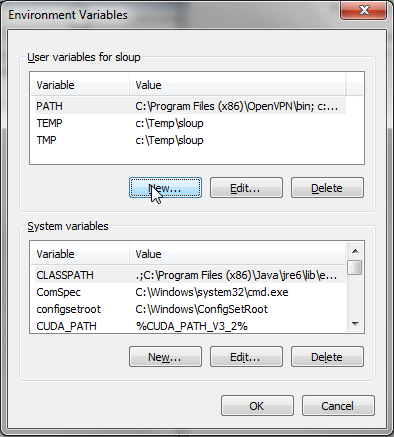 Environment Variables
User variables for sloup
Variable Value
PATH C:\Program Files (x86)\OpenVPN\bin; c:...
TEMP c:\Temp\sloup
TMP c:\Temp\sloup
New... Edit... Delete
System variables
Variable Value
CLASSPATH .;C:\Program Files (x86)\Java\jre6\lib\e...
ComSpec C:\Windows\system32\cmd.exe
configsetroot C:\Windows\ConfigSetRoot
CUDA_PATH %CUDA_PATH_V3_2%
New... Edit... Delete
OK Cancel